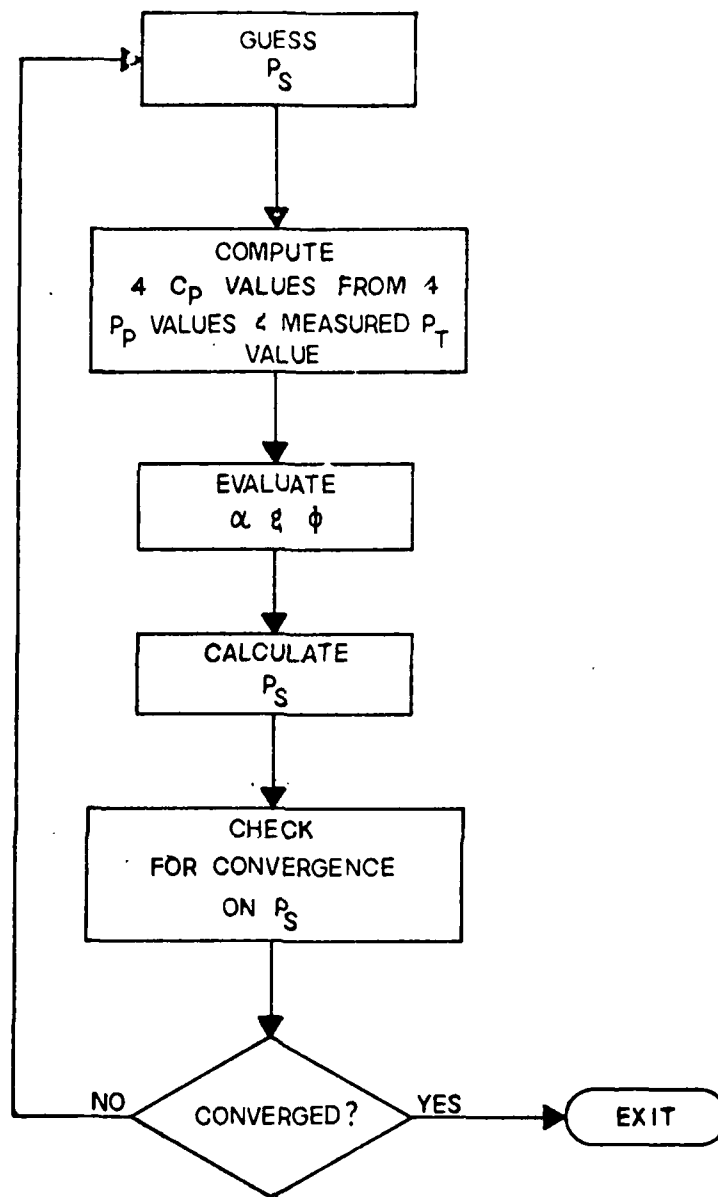 GUESS
P_S
COMPUTE
4 C_P VALUES FROM 4
P_P VALUES & MEASURED P_T
VALUE
EVALUATE
α & ϕ
CALCULATE
P_S
CHECK
FOR CONVERGENCE
ON P_S
NO
CONVERGED?
YES
EXIT